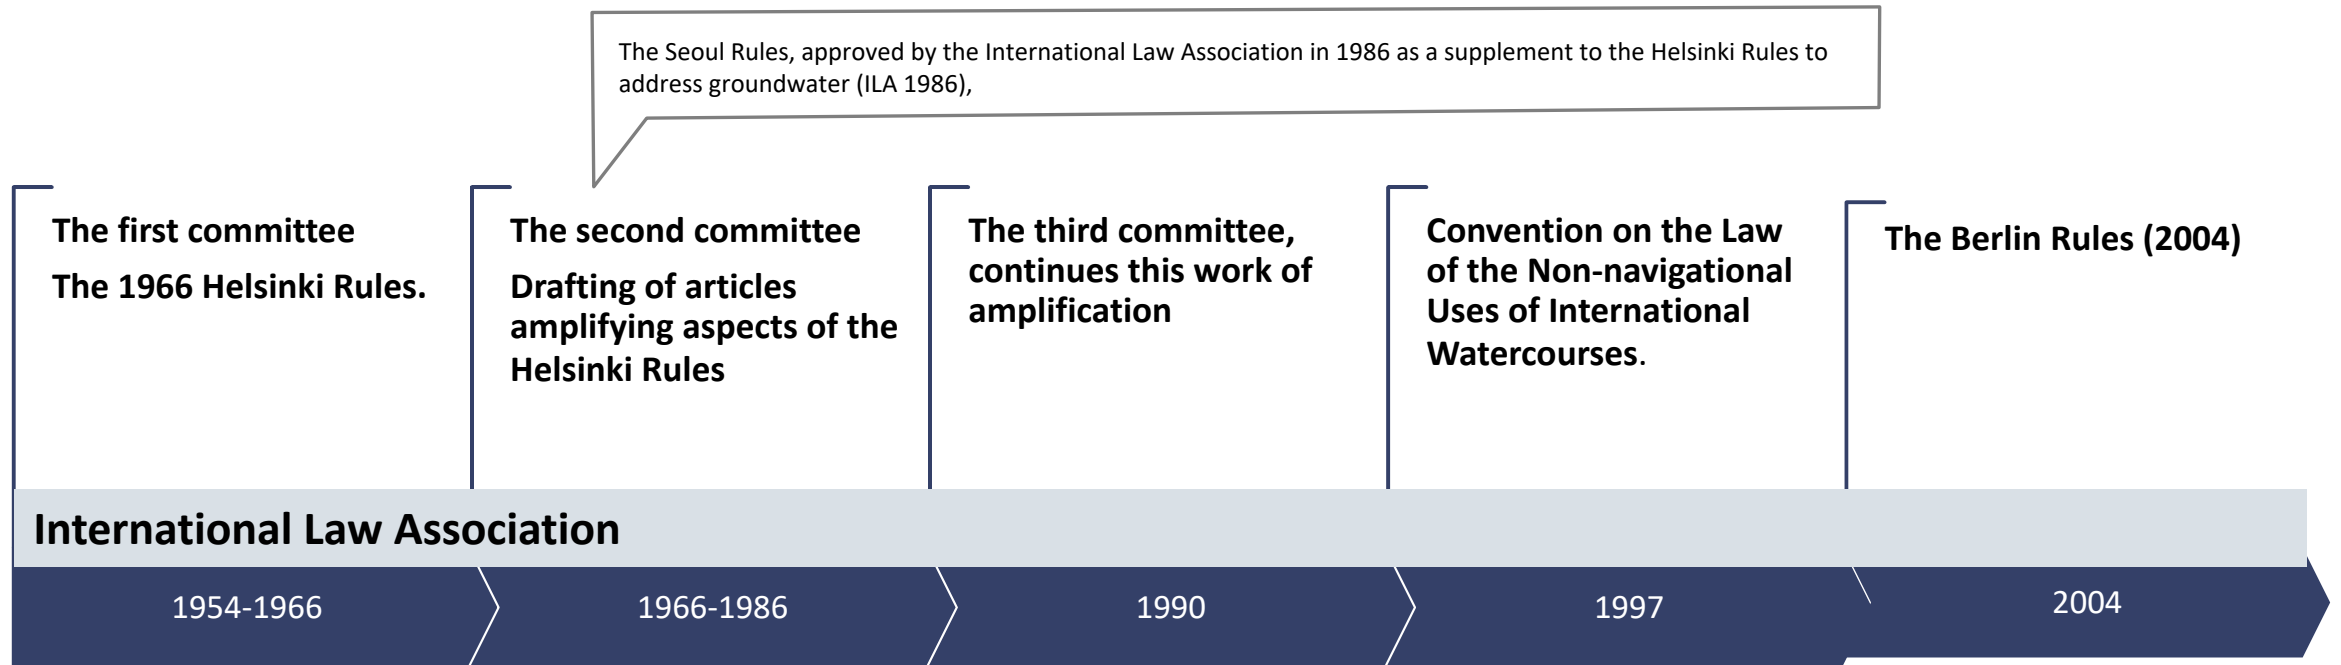 The Seoul Rules, approved by the International Law Association in 1986 as a supplement to the Helsinki Rules to
address groundwater (ILA 1986),
The first committee
The 1966 Helsinki Rules.
The second committee
Drafting of articles
amplifying aspects of the
Helsinki Rules
The third committee,
continues this work of
amplification
Convention on the Law
of the Non-navigational
Uses of International
Watercourses.
The Berlin Rules (2004)
International Law Association
1954-1966
1966-1986
1990
1997
2004